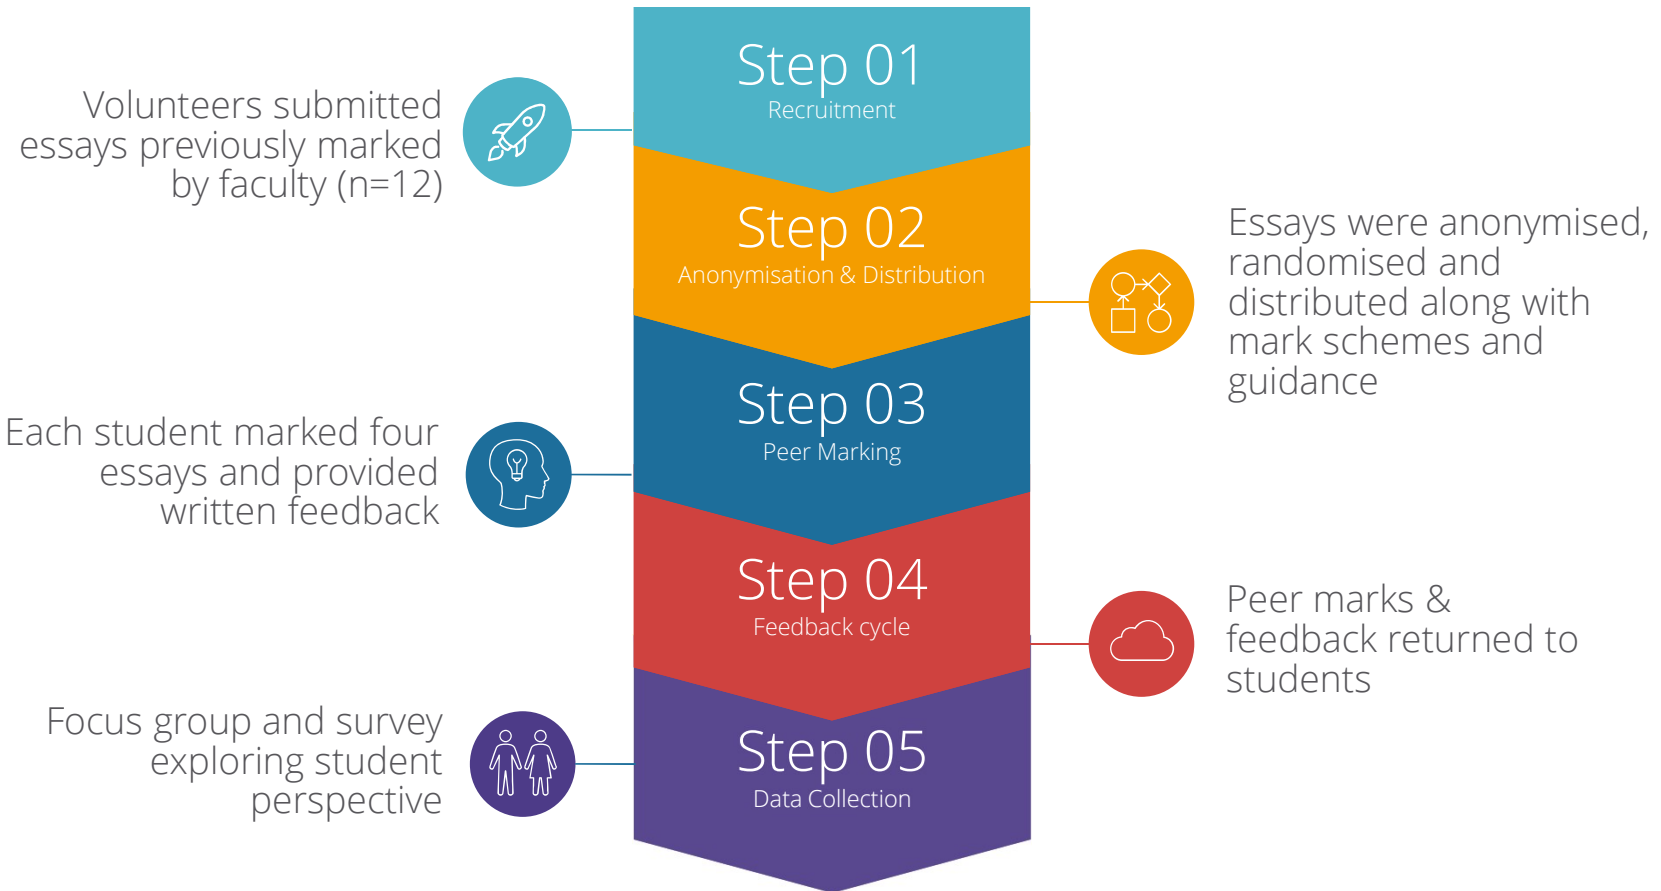 Step 01
Recruitment
Volunteers submitted
essays previously marked
by faculty (n=12)
Step 02
Anonymisation & Distribution
Essays were anonymised,
randomised and
distributed along with
mark schemes and
guidance
Step 03
Peer Marking
Each student marked four
essays and provided
written feedback
Step 04
Feedback cycle
Peer marks &
feedback returned to
students
Step 05
Data Collection
Focus group and survey
exploring student
perspective